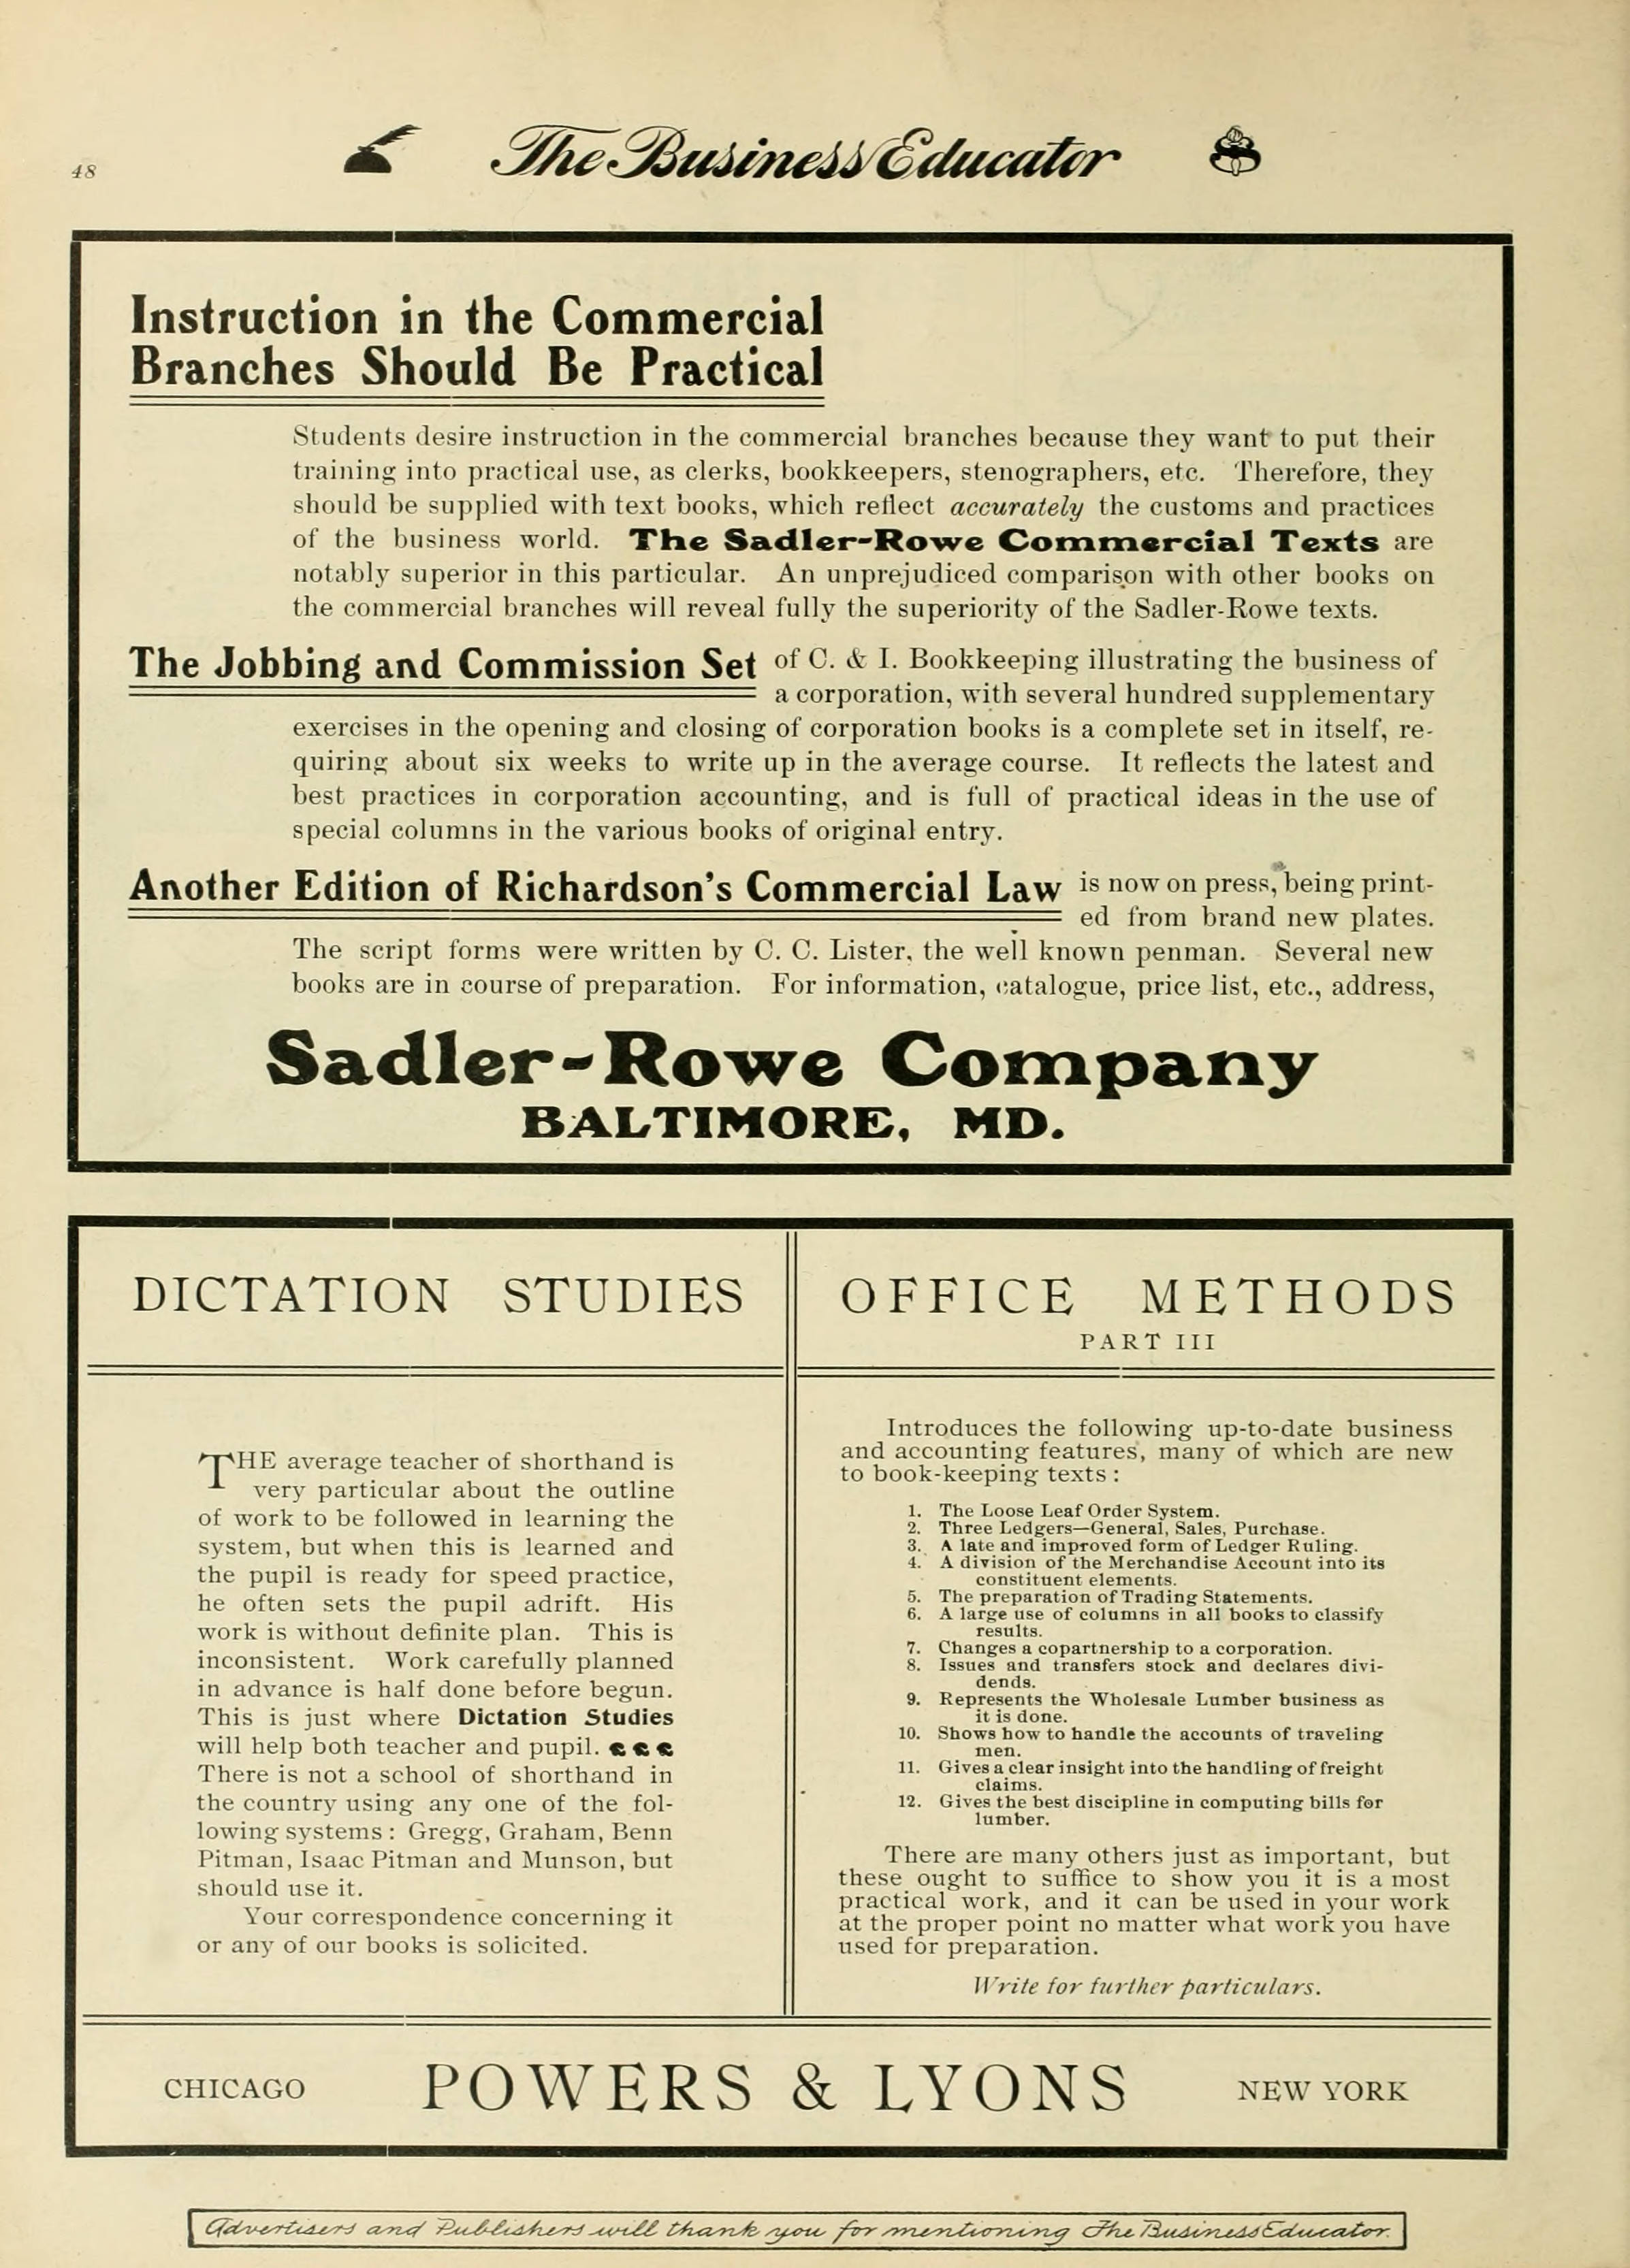 48
The Business Educator
Instruction in the Commercial
Branches Should Be Practical
Students desire instruction in the commercial branches because they want to put their
training into practical use, as clerks, bookkeepers, stenographers, etc. Therefore, they
should be supplied with text books, which reflect accurately the customs and practices
of the business world. The Sadler-Rowe Commercial Texts are
notably superior in this particular. An unprejudiced comparison with other books on
the commercial branches will reveal fully the superiority of the Sadler-Rowe texts.
The Jobbing and Commission Set of C. & I. Bookkeeping illustrating the business of
a corporation, with several hundred supplementary
exercises in the opening and closing of corporation books is a complete set in itself, re-
quiring about six weeks to write up in the average course. It reflects the latest and
best practices in corporation accounting, and is full of practical ideas in the use of
special columns in the various books of original entry.
Another Edition of Richardson's Commercial Law is now on press, being print-
ed from brand new plates.
The script forms were written by C. C. Lister, the well known penman. Several new
books are in course of preparation. For information, catalogue, price list, etc., address,
Sadler-Rowe Company
BALTIMORE, MD.
DICTATION STUDIES
THE average teacher of shorthand is
very particular about the outline
of work to be followed in learning the
system, but when this is learned and
the pupil is ready for speed practice,
he often sets the pupil adrift. His
work is without definite plan. This is
inconsistent. Work carefully planned
in advance is half done before begun.
This is just where Dictation Studies
will help both teacher and pupil.
There is not a school of shorthand in
the country using any one of the fol-
lowing systems : Gregg, Graham, Benn
Pitman, Isaac Pitman and Munson, but
should use it.
Your correspondence concerning it
or any of our books is solicited.
OFFICE METHODS
PART III
Introduces the following up-to-date business
and accounting features, many of which are new
to book-keeping texts :
1. The Loose Leaf Order System.
2. Three Ledgers—General, Sales, Purchase.
3. A late and improved form of Ledger Ruling.
4. A division of the Merchandise Account into its
constituent elements.
5. The preparation of Trading Statements.
6. A large use of columns in all books to classify
results.
7. Changes a copartnership to a corporation.
8. Issues and transfers stock and declares divi-
dends.
9. Represents the Wholesale Lumber business as
it is done.
10. Shows how to handle the accounts of traveling
men.
11. Gives a clear insight into the handling of freight
claims.
12. Gives the best discipline in computing bills for
lumber.
There are many others just as important, but
these ought to suffice to show you it is a most
practical work, and it can be used in your work
at the proper point no matter what work you have
used for preparation.
Write for further particulars.
CHICAGO POWERS & LYONS NEW YORK
Advertisers and Publishers will thank you for mentioning The Business Educator.